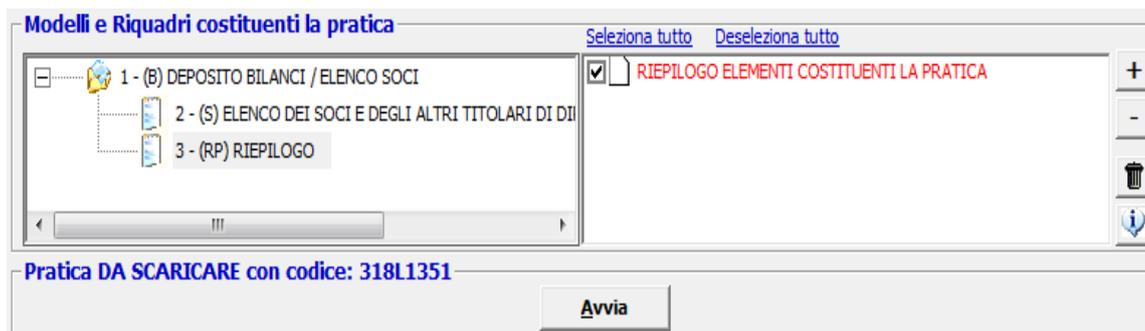 Modelli e Riquadri costituenti la pratica
Seleziona tutto Deseleziona tutto
1 - (B) DEPOSITO BILANCI / ELENCO SOCI
2 - (S) ELENCO DEI SOCI E DEGLI ALTRI TITOLARI DI
3 - (RP) RIEPILOGO
RIEPILOGO ELEMENTI COSTITUENTI LA PRATICA
+
-
Pratica DA SCARICARE con codice: 318L1351
Avvia